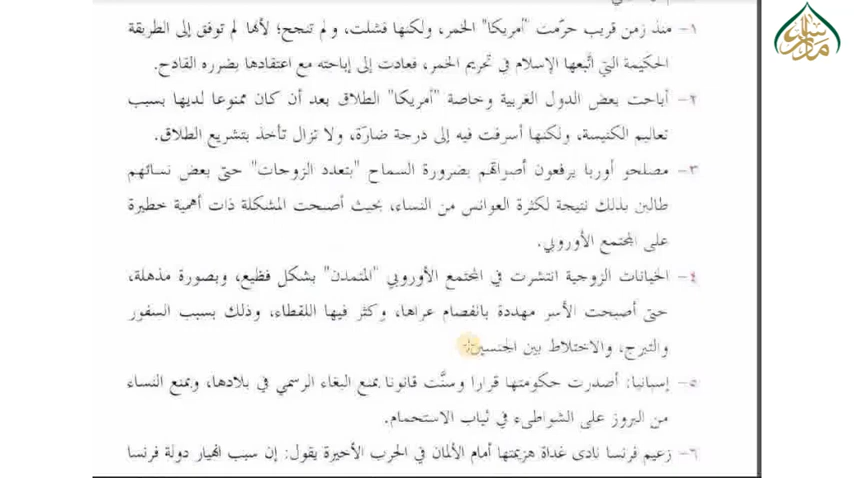 ١- منذ زمن قريب حرّمت "أمريكا" الخمر، ولكنها فشلت، ولم تنجح؛ لأنها لم توفق إلى الطريقة
الحكيمة التي اتَّبعها الإسلام في تحريم الخمر، فعادت إلى إباحته مع اعتقادها بضرره القادح.
٢- أباحت بعض الدول الغربية وخاصة "أمريكا" الطلاق بعد أن كان ممنوعا لديها بسبب
تعاليم الكنيسة، ولكنها أسرفت فيه إلى درجة ضارّة، ولا تزال تأخذ بتشريع الطلاق.
٣- مصلحو أوربا يرفعون أصواتهم بضرورة السماح "بتعدد الزوجات" حتى بعض نسائهم
طالبن بذلك نتيجة لكثرة العوانس من النساء، بحيث أصبحت المشكلة ذات أهمية خطيرة
على المجتمع الأوروبي.
٤- الخيانات الزوجية انتشرت في المجتمع الأوروبي "المتمدن" بشكل فظيع، وبصورة مذهلة،
حتى أصبحت الأسر مهددة بانفصام عراها، وكثر فيها اللقطاء، وذلك بسبب السفور
والتبرج، والاختلاط بين الجنسين!
٥- إسبانيا: أصدرت حكومتها قرارا وسنَّت قانونا بمنع البغاء الرسمي في بلادها، وبمنع النساء
من البروز على الشواطىء في ثياب الاستحمام.
٦- زعيم فرنسا نادى غداة هزيمتها أمام الألمان في الحرب الأخيرة يقول: إن سبب انهيار دولة فرنسا